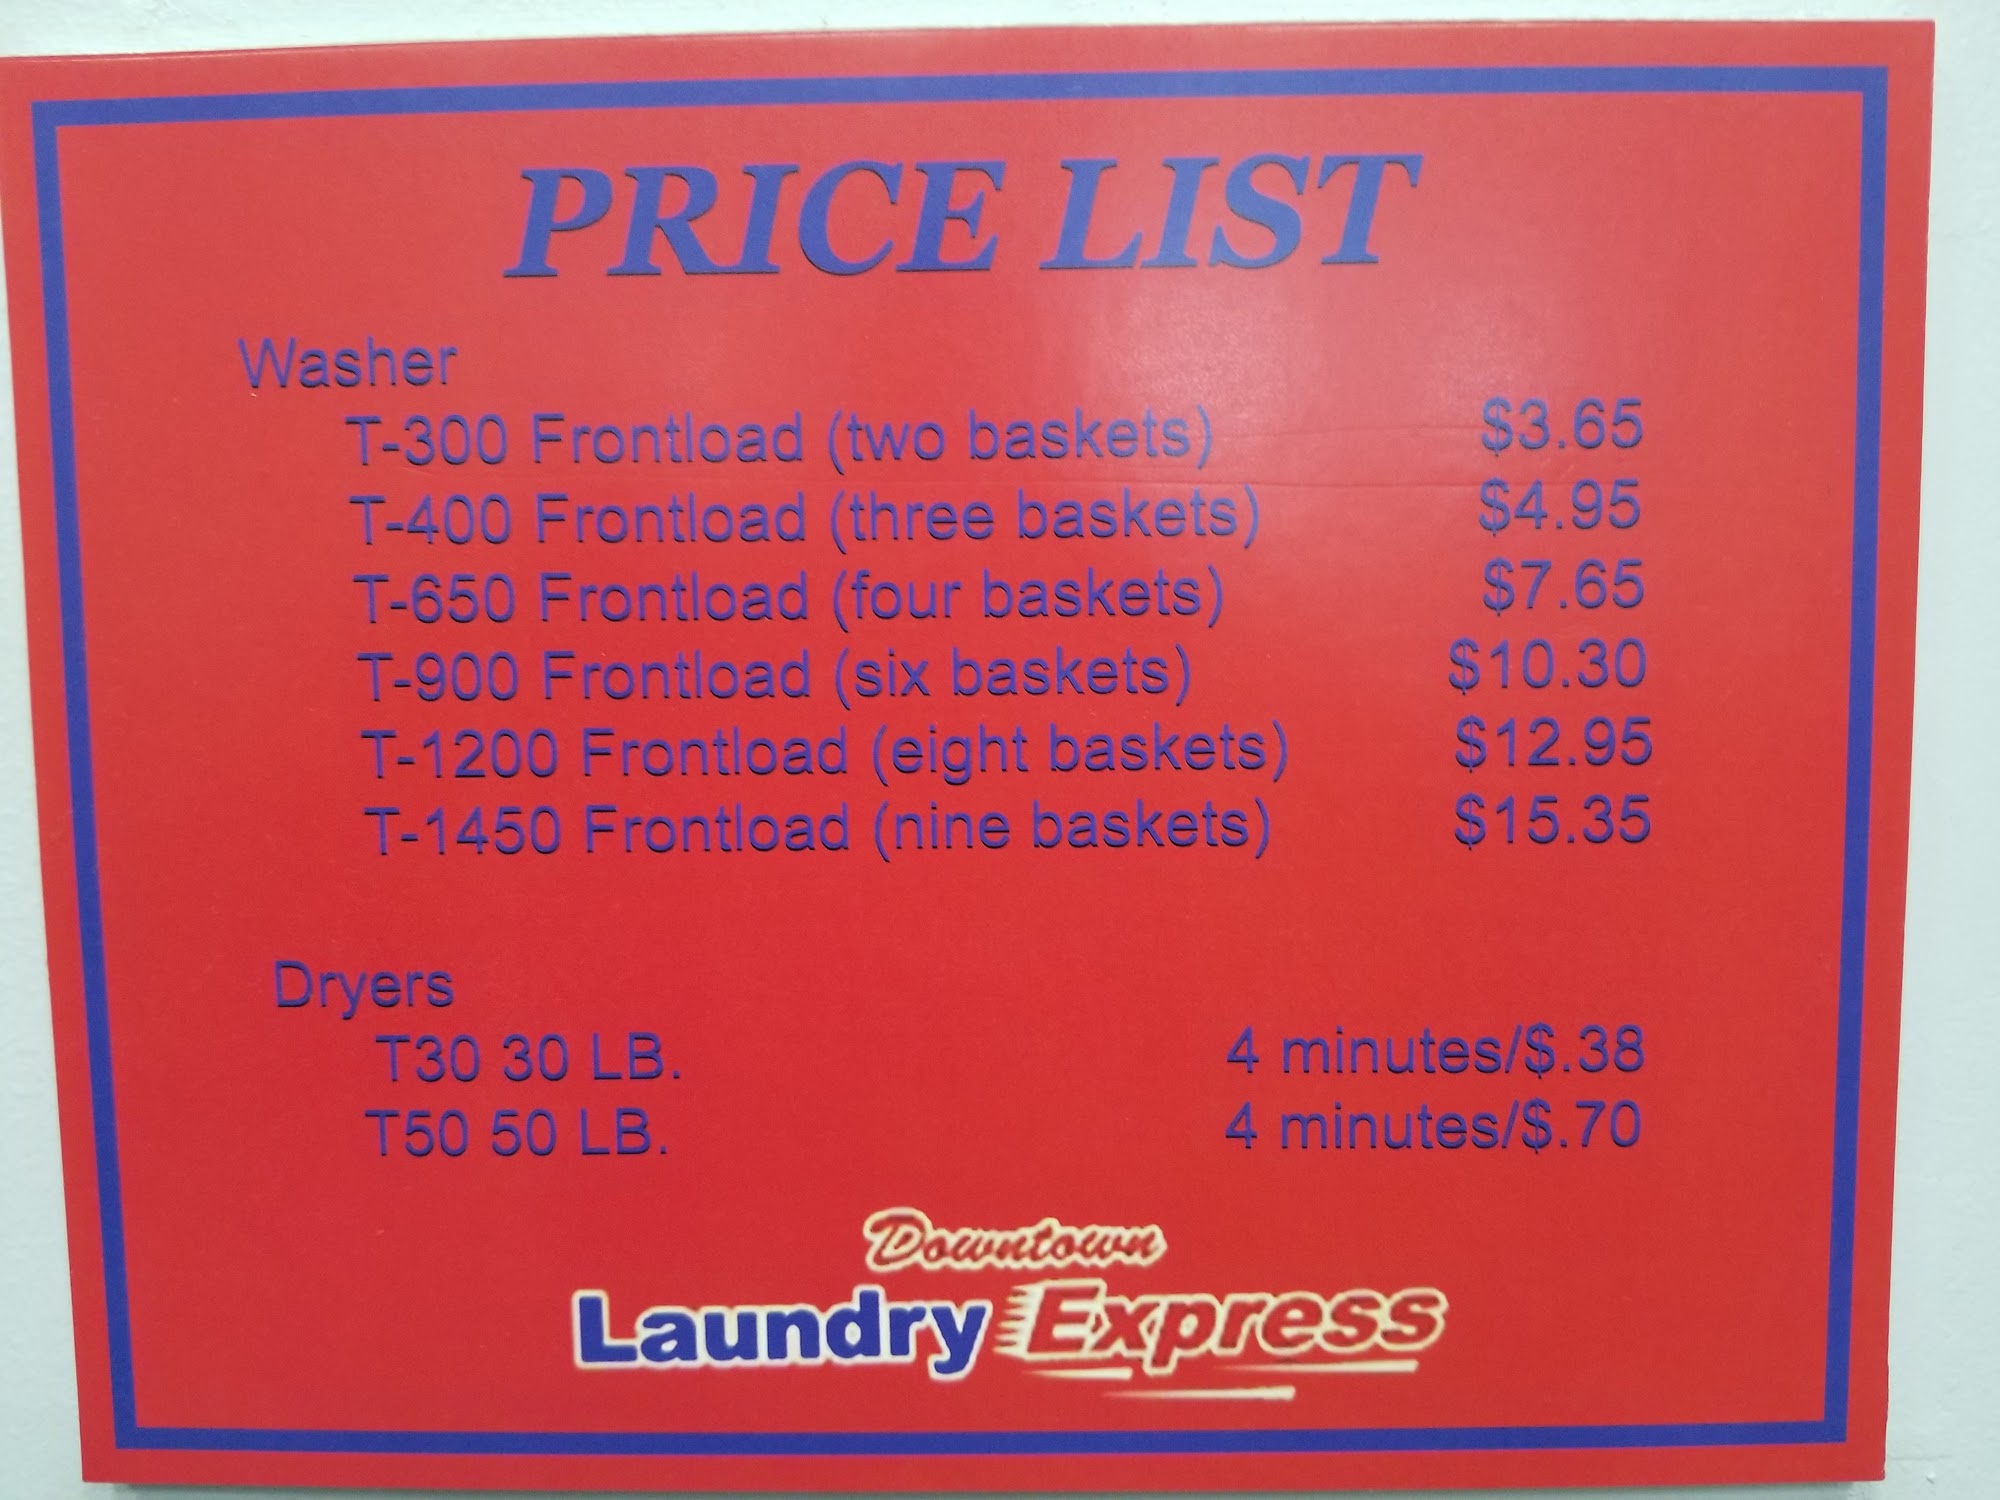 PRICE LIST
Washer
T-300 Frontload (two baskets) $3.65
T-400 Frontload (three baskets) $4.95
T-650 Frontload (four baskets) $7.65
T-900 Frontload (six baskets) $10.30
T-1200 Frontload (eight baskets) $12.95
T-1450 Frontload (nine baskets) $15.35
Dryers
T30 30 LB. 4 minutes/$.38
T50 50 LB. 4 minutes/$.70
Downtown
Laundry Express